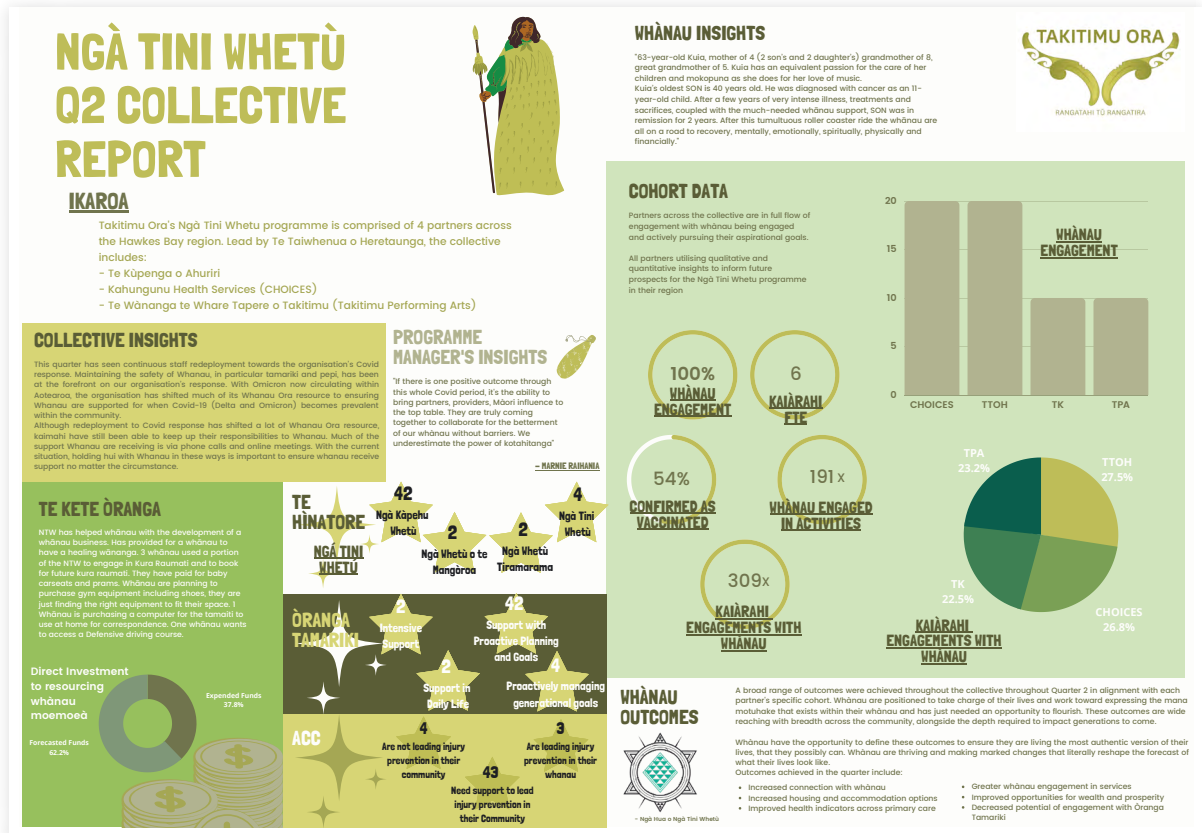 NGÀ TINI WHETÙ
Q2 COLLECTIVE
REPORT
IKAROA
Takitimu Ora's Ngà Tini Whetu programme is comprised of 4 partners across
the Hawkes Bay region. Lead by Te Taiwhenua o Heretaunga, the collective
includes:
- Te Kùpenga o Ahuriri
- Kahungunu Health Services (CHOICES)
- Te Wànanga te Whare Tapere o Takitimu (Takitimu Performing Arts)
COLLECTIVE INSIGHTS
This quarter has seen continuous staff redeployment towards the organisation's Covid
response. Maintaining the safety of Whanau, in particular tamariki and pepi, has been
at the forefront on our organisation's response. With Omicron now circulating within
Aotearoa, the organisation has shifted much of its Whanau Ora resource to ensuring
Whanau are supported for when Covid-19 (Delta and Omicron) becomes prevalent
within the community.
Although redeployment to Covid response has shifted a lot of Whanau Ora resource,
kaimahi have still been able to keep up their responsibilities to Whanau. Much of the
support Whanau are receiving is via phone calls and online meetings. With the current
situation, holding hui with Whanau in these ways is important to ensure whanau receive
support no matter the circumstance.
PROGRAMME
MANAGER'S INSIGHTS
"If there is one positive outcome through
this whole Covid period, it's the ability to
bring partners, providers, Màori influence to
the top table. They are truly coming
together to collaborate for the betterment
of our whànau without barriers. We
underestimate the power of kotahitanga"
- MARNIE RAIHANIA
TE KETE ÒRANGA
NTW has helped whànau with the development of a
whànau business. Has provided for a whànau to
have a healing wànanga. 3 whànau used a portion
of the NTW to engage in Kura Raumati and to book
for future kura raumati. They have paid for baby
carseats and prams. Whànau are planning to
purchase gym equipment including shoes, they are
just finding the right equipment to fit their space. 1
Whànau is purchasing a computer for the tamaiti to
use at home for correspondence. One whànau wants
to access a Defensive driving course.
Direct Investment
to resourcing
whànau
moemoeà
Expended Funds
37.8%
Forecasted Funds
62.2%
TE
HÌNATORE
NGÁ TINI
WHETÚ
42
Ngà Kàpehu
Whetù
2
Ngà Whetù o te
Mangòroa
2
Ngà Whetù
Tiramarama
4
Ngà Tini
Whetù
ÒRANGA
TAMARIKI
2
Intensive
Support
42
Support with
Proactive Planning
and Goals
2
Support in
Daily Life
4
Proactively managing
generational goals
ACC
4
Are not leading injury
prevention in their
community
43
Need support to lead
injury prevention in
their Community
3
Are leading injury
prevention in their
whanau
WHÀNAU INSIGHTS
"63-year-old Kuia, mother of 4 (2 son's and 2 daughter's) grandmother of 8,
great grandmother of 5. Kuia has an equivalent passion for the care of her
children and mokopuna as she does for her love of music.
Kuia's oldest SON is 40 years old. He was diagnosed with cancer as an 11-
year-old child. After a few years of very intense illness, treatments and
sacrifices, coupled with the much-needed whànau support, SON was in
remission for 2 years. After this tumultuous roller coaster ride the whànau are
all on a road to recovery, mentally, emotionally, spiritually, physically and
financially."
TAKITIMU ORA
RANGATAHI TŪ RANGATIRA
COHORT DATA
Partners across the collective are in full flow of
engagement with whànau being engaged
and actively pursuing their aspirational goals.
All partners utilising qualitative and
quantitative insights to inform future
prospects for the Ngà Tini Whetu programme
in their region
20
15
10
5
0
WHÀNAU
ENGAGEMENT
CHOICES TTOH TK TPA
100%
WHÀNAU
ENGAGEMENT
6
KAIÀRAHI
FTE
54%
CONFIRMED AS
VACCINATED
191 x
WHÀNAU ENGAGED
IN ACTIVITIES
309x
KAIÀRAHI
ENGAGEMENTS WITH
WHÀNAU
TPA
23.2%
TTOH
27.5%
TK
22.5%
CHOICES
26.8%
KAIÀRAHI
ENGAGEMENTS WITH
WHÀNAU
WHÀNAU
OUTCOMES
- Ngà Hua o Ngà Tini Whetù
A broad range of outcomes were achieved throughout the collective throughout Quarter 2 in alignment with each
partner's specific cohort. Whànau are positioned to take charge of their lives and work toward expressing the mana
motuhake that exists within their whànau and has just needed an opportunity to flourish. These outcomes are wide
reaching with breadth across the community, alongside the depth required to impact generations to come.
Whànau have the opportunity to define these outcomes to ensure they are living the most authentic version of their
lives, that they possibly can. Whànau are thriving and making marked changes that literally reshape the forecast of
what their lives look like.
Outcomes achieved in the quarter include:
• Increased connection with whànau
• Increased housing and accommodation options
• Improved health indicators across primary care
• Greater whànau engagement in services
• Improved opportunities for wealth and prosperity
• Decreased potential of engagement with Òranga
Tamariki